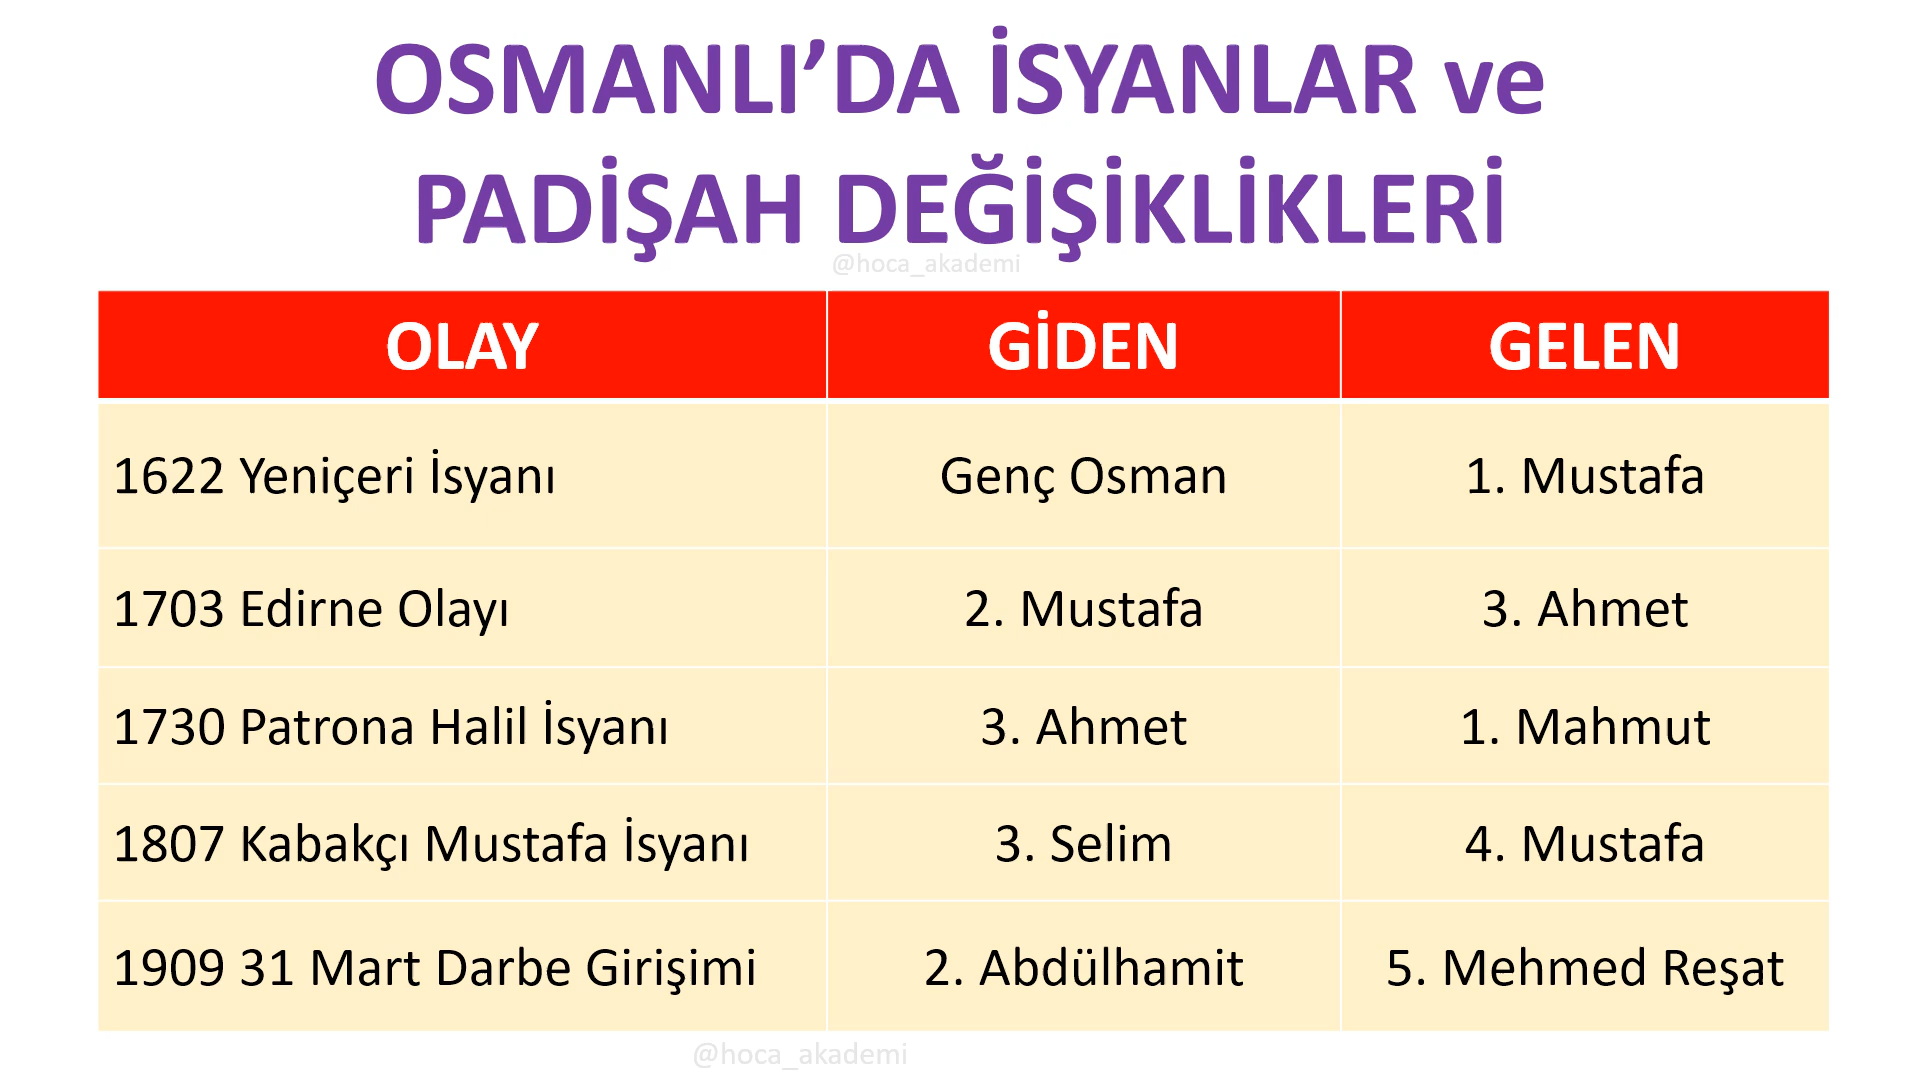 OSMANLI’DA İSYANLAR ve
PADİŞAH DEĞİŞİKLİKLERİ
@hoca_akademi
OLAY GİDEN GELEN
1622 Yeniçeri İsyanı Genç Osman 1. Mustafa
1703 Edirne Olayı 2. Mustafa 3. Ahmet
1730 Patrona Halil İsyanı 3. Ahmet 1. Mahmut
1807 Kabakçı Mustafa İsyanı 3. Selim 4. Mustafa
1909 31 Mart Darbe Girişimi 2. Abdülhamit 5. Mehmed Reşat
@hoca_akademi